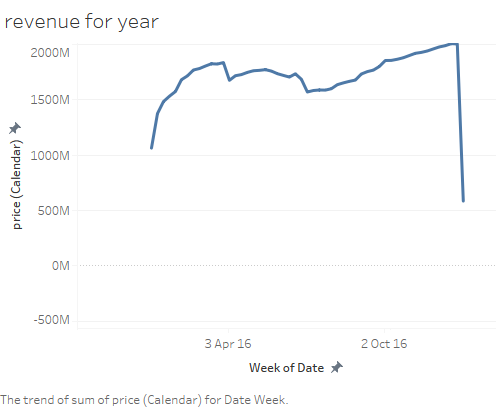 revenue for year
2000M
1500M
1000M
500M
0M
-500M
price (Calendar)
3 Apr 16
2 Oct 16
Week of Date
The trend of sum of price (Calendar) for Date Week.